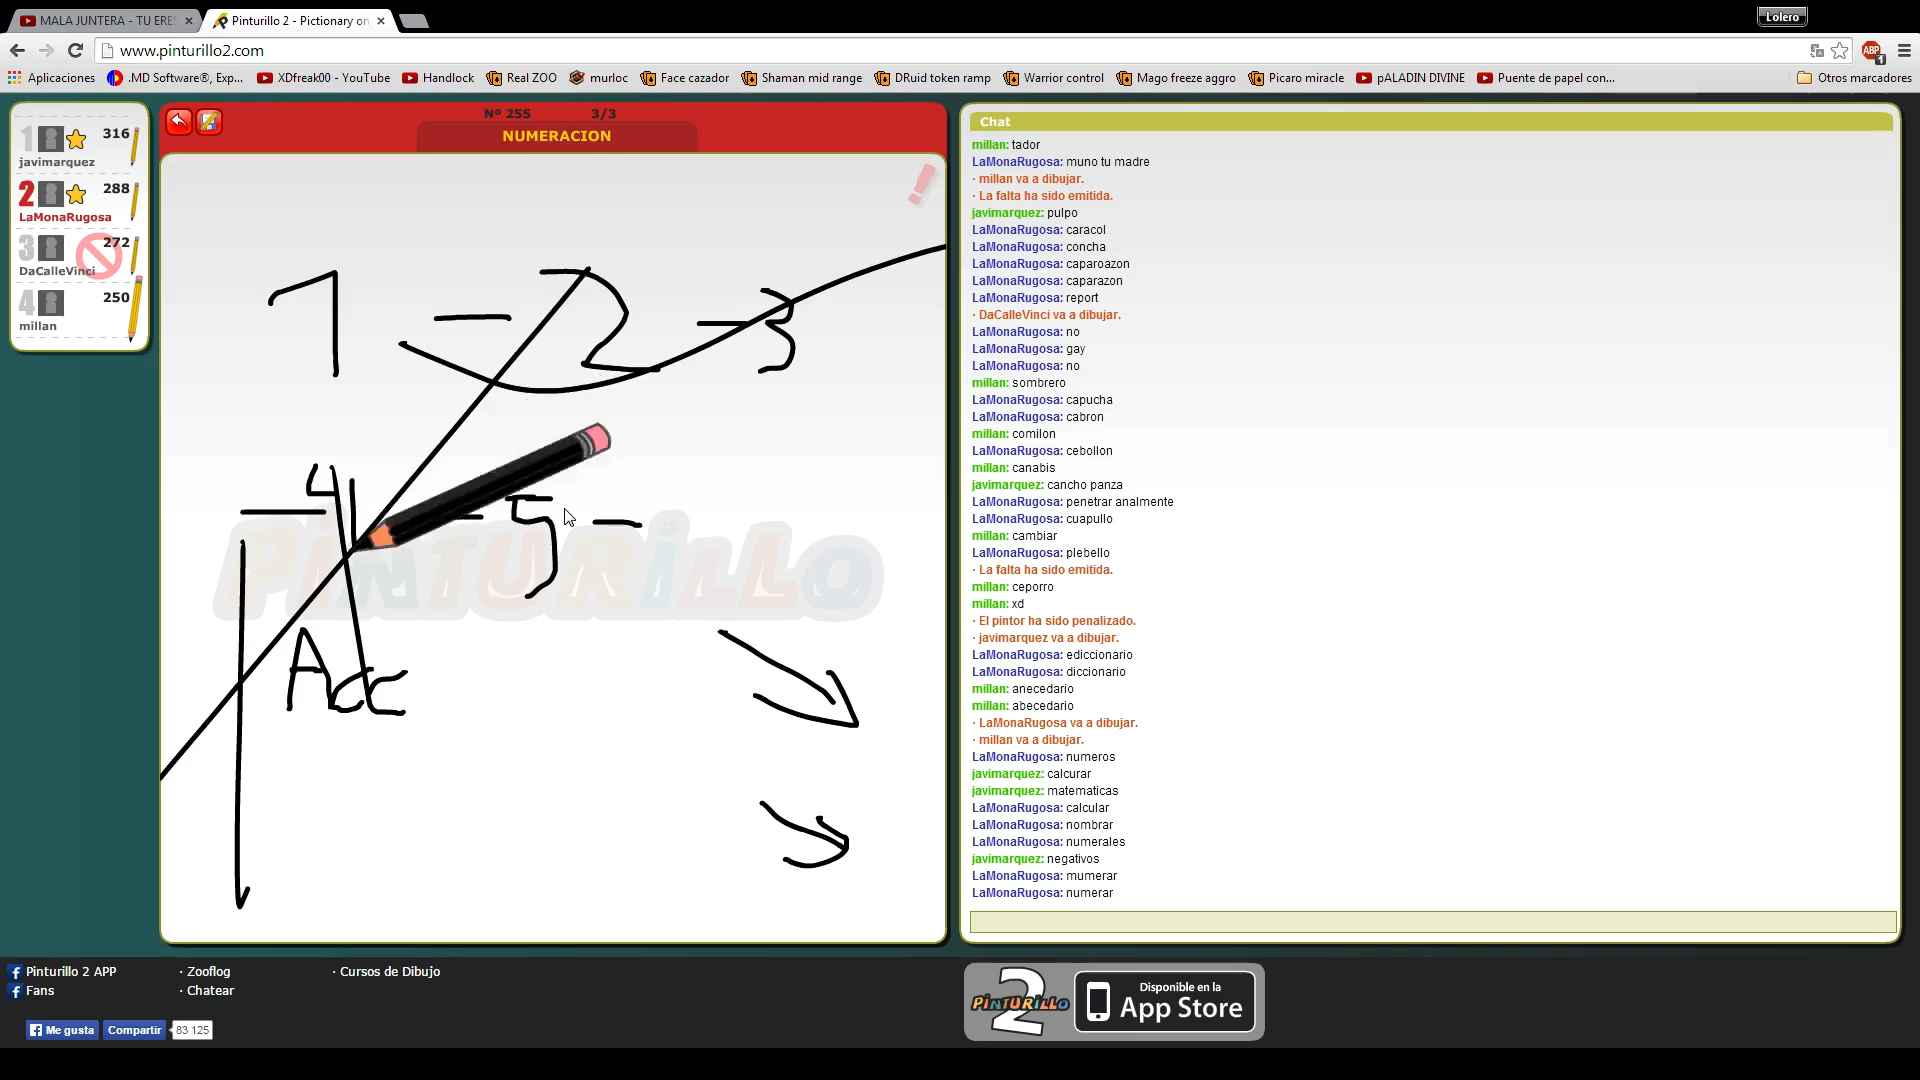 MALA JUNTERA - TU ERES
Pinturillo 2 - Pictionary on
Lolero
www.pinturillo2.com
ABP
1
Aplicaciones
.MD Software®, Exp...
XDfreak00 - YouTube
Handlock
Real ZOO
murloc
Face cazador
Shaman mid range
DRuid token ramp
Warrior control
Mago freeze aggro
Picaro miracle
pALADIN DIVINE
Puente de papel con...
Otros marcadores
1 316
javimarquez
2 288
LaMonaRugosa
3 272
DaCalleVinci
4 250
millan
Nº 255 3/3
NUMERACION
!
1 - 2 - 3
- 4 - 5 -
PINTURILLO
Chat
millan: tador
LaMonaRugosa: muno tu madre
· millan va a dibujar.
· La falta ha sido emitida.
javimarquez: pulpo
LaMonaRugosa: caracol
LaMonaRugosa: concha
LaMonaRugosa: caparoazon
LaMonaRugosa: caparazon
LaMonaRugosa: report
· DaCalleVinci va a dibujar.
LaMonaRugosa: no
LaMonaRugosa: gay
LaMonaRugosa: no
millan: sombrero
LaMonaRugosa: capucha
LaMonaRugosa: cabron
millan: comilon
LaMonaRugosa: cebollon
millan: canabis
javimarquez: cancho panza
LaMonaRugosa: penetrar analmente
LaMonaRugosa: cuapullo
millan: cambiar
LaMonaRugosa: plebello
· La falta ha sido emitida.
millan: ceporro
millan: xd
· El pintor ha sido penalizado.
· javimarquez va a dibujar.
LaMonaRugosa: ediccionario
LaMonaRugosa: diccionario
millan: anecedario
millan: abecedario
· LaMonaRugosa va a dibujar.
· millan va a dibujar.
LaMonaRugosa: numeros
javimarquez: calcurar
javimarquez: matematicas
LaMonaRugosa: calcular
LaMonaRugosa: nombrar
LaMonaRugosa: numerales
javimarquez: negativos
LaMonaRugosa: mumerar
LaMonaRugosa: numerar
Pinturillo 2 APP
Fans
· Zooflog
· Chatear
· Cursos de Dibujo
Me gusta
Compartir
83 125
PINTURILLO 2
Disponible en la
App Store